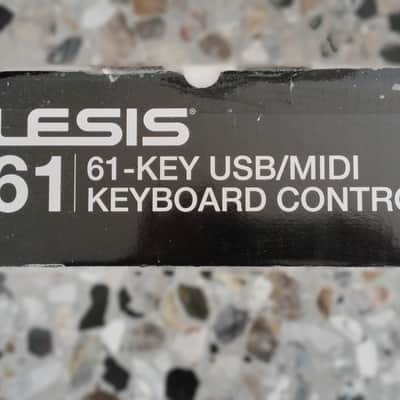 LESIS®
61
61-KEY USB/MIDI
KEYBOARD CONTRO